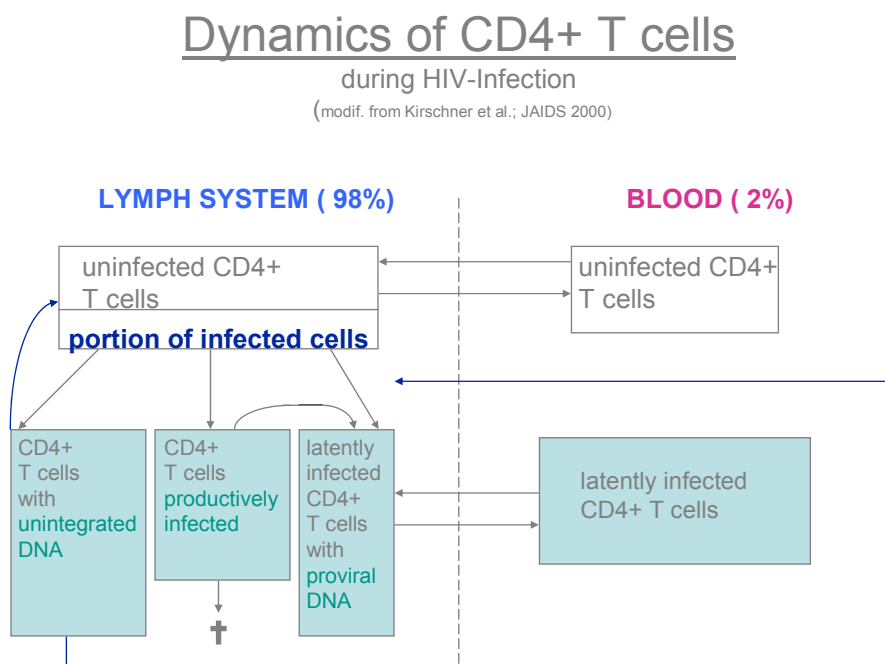 Dynamics of CD4+ T cells
during HIV-Infection
(modif. from Kirschner et al.; JAIDS 2000)
LYMPH SYSTEM ( 98%)
BLOOD ( 2%)
uninfected CD4+
T cells
portion of infected cells
uninfected CD4+
T cells
CD4+
T cells
with
unintegrated
DNA
CD4+
T cells
productively
infected
latently
infected
CD4+
T cells
with
proviral
DNA
latently infected
CD4+ T cells